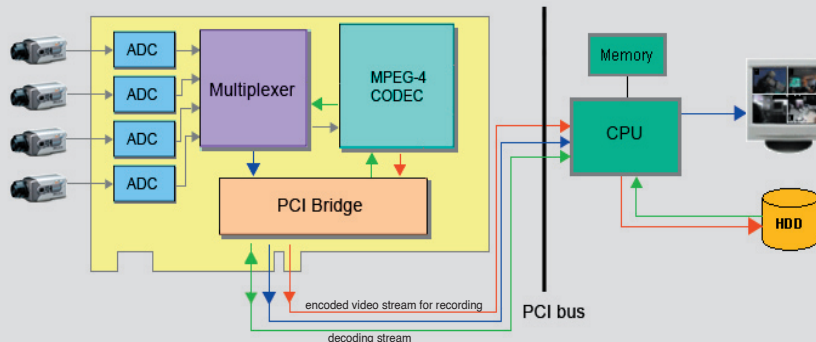 ADC
ADC
ADC
ADC
Multiplexer
MPEG-4
CODEC
PCI Bridge
Memory
CPU
HDD
encoded video stream for recording
PCI bus
decoding stream